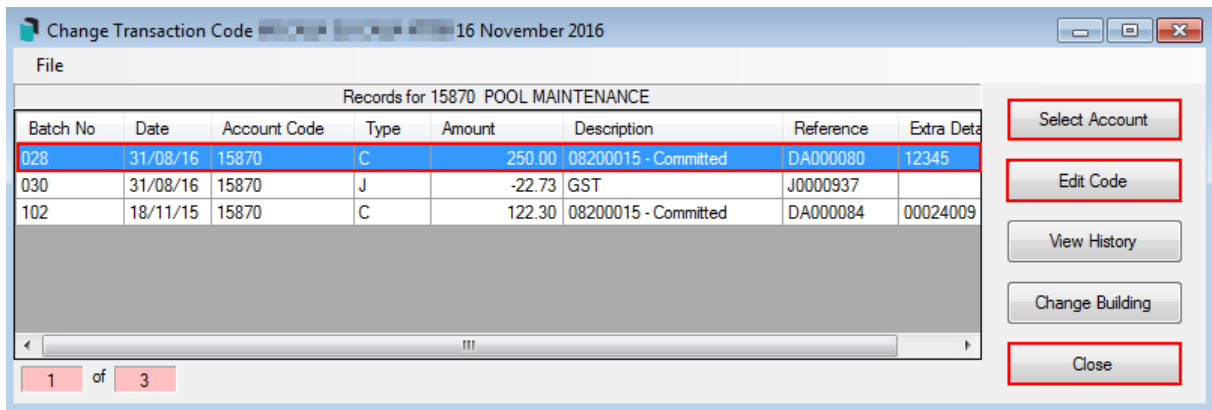 Change Transaction Code 16 November 2016
File
Records for 15870 POOL MAINTENANCE
Batch No Date Account Code Type Amount Description Reference Extra Deta
028 31/08/16 15870 C 250.00 08200015 - Committed DA000080 12345
030 31/08/16 15870 J -22.73 GST J0000937
102 18/11/15 15870 C 122.30 08200015 - Committed DA000084 00024009
1 of 3
Select Account
Edit Code
View History
Change Building
Close